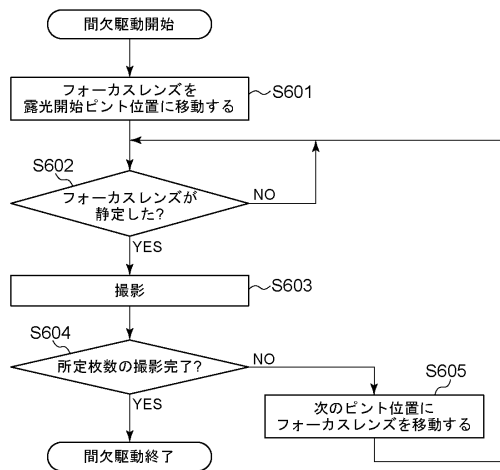 間欠駆動開始
フォーカスレンズを
露光開始ピント位置に移動する
S601
S602
フォーカスレンズが
静定した?
NO
YES
撮影
S603
S604
所定枚数の撮影完了?
NO
YES
S605
次のピント位置に
フォーカスレンズを移動する
間欠駆動終了